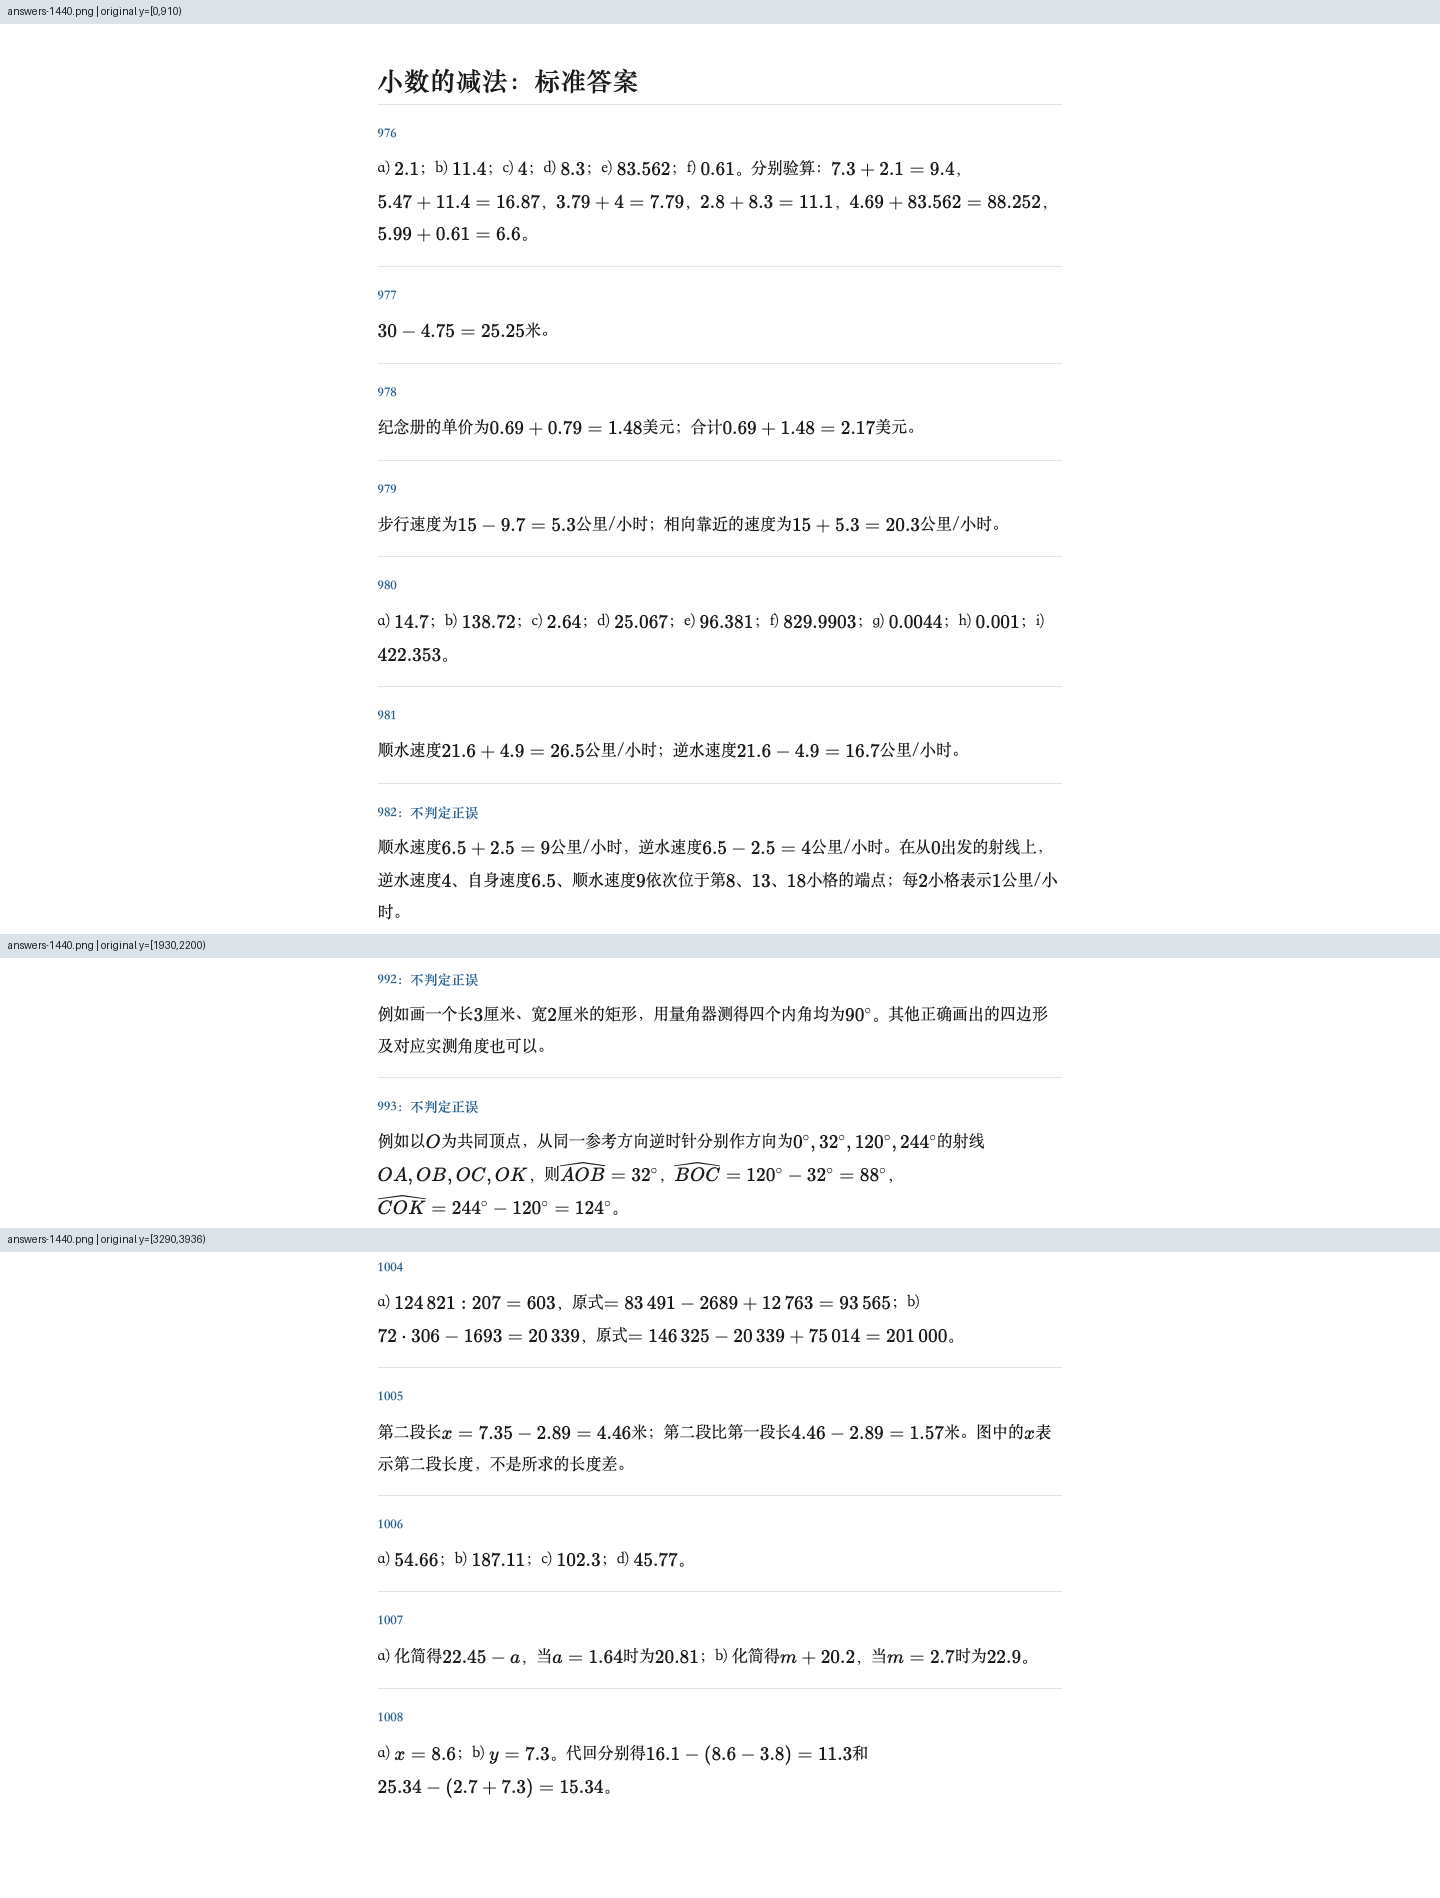 answers-1440.png | original y=[0,910)
小数的减法：标准答案
976
a) 2.1；b) 11.4；c) 4；d) 8.3；e) 83.562；f) 0.61。分别验算：7.3 + 2.1 = 9.4，
5.47 + 11.4 = 16.87，3.79 + 4 = 7.79，2.8 + 8.3 = 11.1，4.69 + 83.562 = 88.252，
5.99 + 0.61 = 6.6。
977
30 − 4.75 = 25.25米。
978
纪念册的单价为0.69 + 0.79 = 1.48美元；合计0.69 + 1.48 = 2.17美元。
979
步行速度为15 − 9.7 = 5.3公里/小时；相向靠近的速度为15 + 5.3 = 20.3公里/小时。
980
a) 14.7；b) 138.72；c) 2.64；d) 25.067；e) 96.381；f) 829.9903；g) 0.0044；h) 0.001；i)
422.353。
981
顺水速度21.6 + 4.9 = 26.5公里/小时；逆水速度21.6 − 4.9 = 16.7公里/小时。
982：不判定正误
顺水速度6.5 + 2.5 = 9公里/小时，逆水速度6.5 − 2.5 = 4公里/小时。在从0出发的射线上，
逆水速度4、自身速度6.5、顺水速度9依次位于第8、13、18小格的端点；每2小格表示1公里/小
时。
answers-1440.png | original y=[1930,2200)
992：不判定正误
例如画一个长3厘米、宽2厘米的矩形，用量角器测得四个内角均为90°。其他正确画出的四边形
及对应实测角度也可以。
993：不判定正误
例如以O为共同顶点，从同一参考方向逆时针分别作方向为0°, 32°, 120°, 244°的射线
OA, OB, OC, OK，则\widehat{AOB} = 32°，\widehat{BOC} = 120° − 32° = 88°，
\widehat{COK} = 244° − 120° = 124°。
answers-1440.png | original y=[3290,3936)
1004
a) 124 821 : 207 = 603，原式= 83 491 − 2689 + 12 763 = 93 565；b)
72 · 306 − 1693 = 20 339，原式= 146 325 − 20 339 + 75 014 = 201 000。
1005
第二段长x = 7.35 − 2.89 = 4.46米；第二段比第一段长4.46 − 2.89 = 1.57米。图中的x表
示第二段长度，不是所求的长度差。
1006
a) 54.66；b) 187.11；c) 102.3；d) 45.77。
1007
a) 化简得22.45 − a，当a = 1.64时为20.81；b) 化简得m + 20.2，当m = 2.7时为22.9。
1008
a) x = 8.6；b) y = 7.3。代回分别得16.1 − (8.6 − 3.8) = 11.3和
25.34 − (2.7 + 7.3) = 15.34。